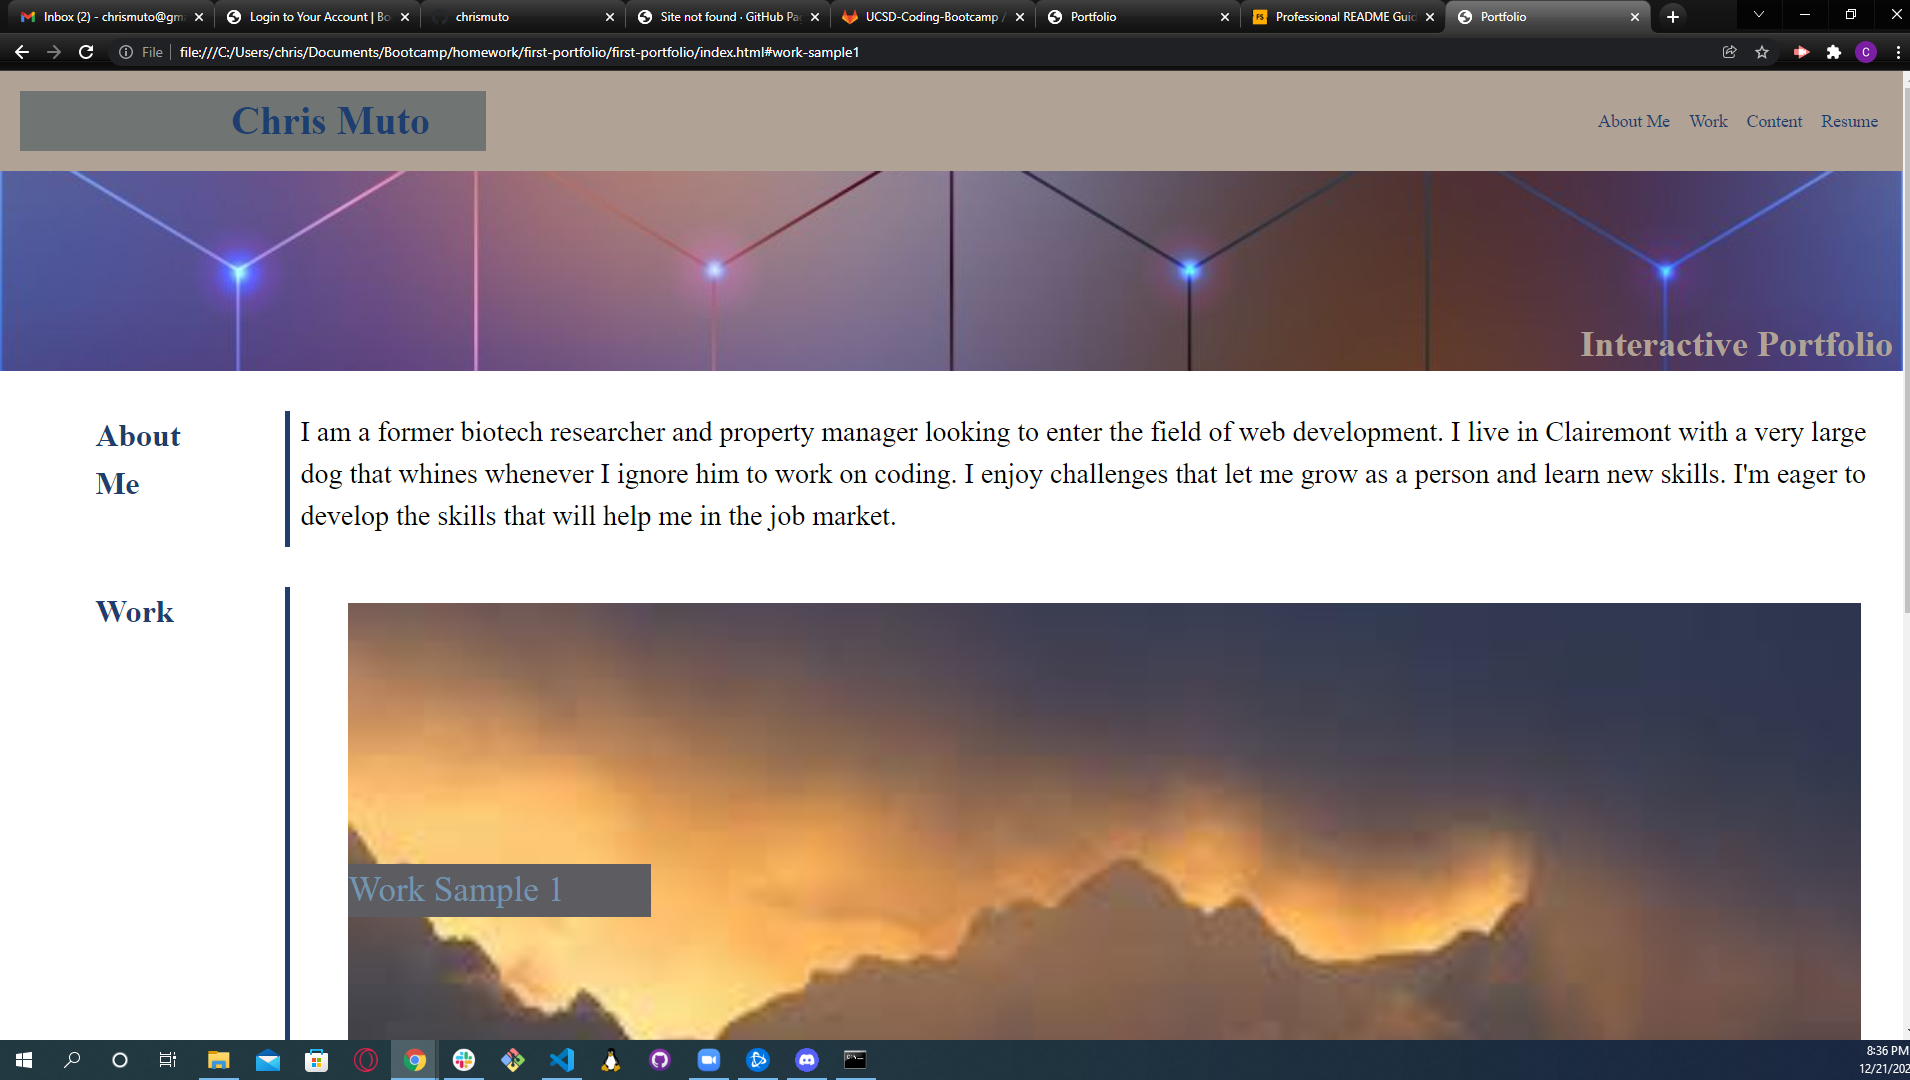 Inbox (2) - chrismuto@gm
Login to Your Account | Bo
chrismuto
Site not found · GitHub Pa
UCSD-Coding-Bootcamp /
Portfolio
Professional README Guid
Portfolio
File
file:///C:/Users/chris/Documents/Bootcamp/homework/first-portfolio/first-portfolio/index.html#work-sample1
C
Chris Muto
About Me Work Content Resume
Interactive Portfolio
About
Me
I am a former biotech researcher and property manager looking to enter the field of web development. I live in Clairemont with a very large
dog that whines whenever I ignore him to work on coding. I enjoy challenges that let me grow as a person and learn new skills. I'm eager to
develop the skills that will help me in the job market.
Work
Work Sample 1
8:36 PM
12/21/202